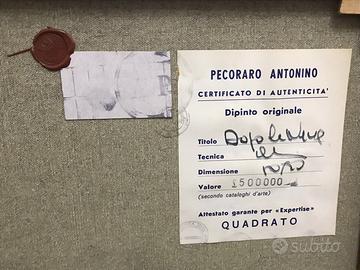 PECORARO ANTONINO
CERTIFICATO DI AUTENTICITA'
Dipinto originale
Titolo
Tecnica
Dimensione
Valore £500000
(secondo cataloghi d'arte)
Attestato garante per «Expertise»
QUADRATO
subito